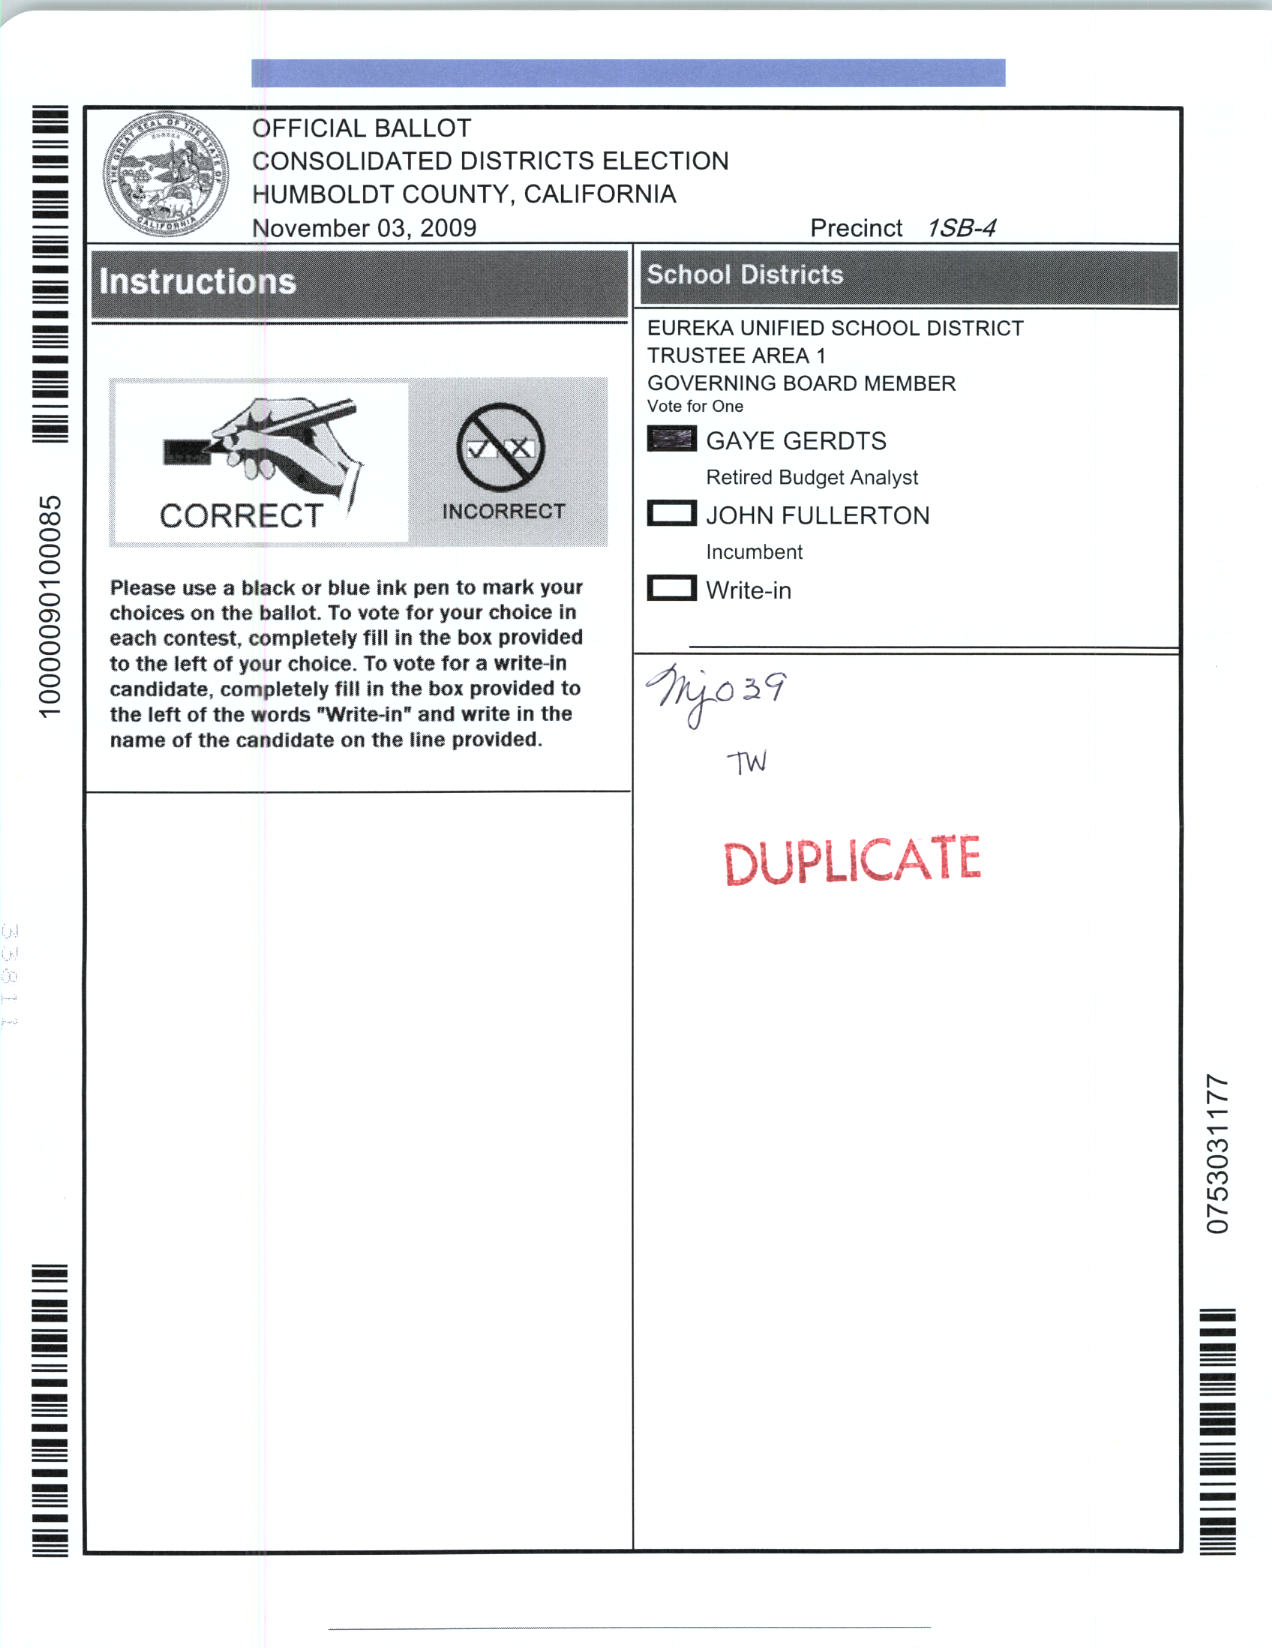 OFFICIAL BALLOT
CONSOLIDATED DISTRICTS ELECTION
HUMBOLDT COUNTY, CALIFORNIA
November 03, 2009
Precinct 1SB-4
THE GREAT SEAL OF THE STATE OF CALIFORNIA
EUREKA
Instructions
CORRECT
INCORRECT
Please use a black or blue ink pen to mark your
choices on the ballot. To vote for your choice in
each contest, completely fill in the box provided
to the left of your choice. To vote for a write-in
candidate, completely fill in the box provided to
the left of the words "Write-in" and write in the
name of the candidate on the line provided.
School Districts
EUREKA UNIFIED SCHOOL DISTRICT
TRUSTEE AREA 1
GOVERNING BOARD MEMBER
Vote for One
GAYE GERDTS
Retired Budget Analyst
JOHN FULLERTON
Incumbent
Write-in
Mj039
TW
DUPLICATE
100009010085
33811
0753031177